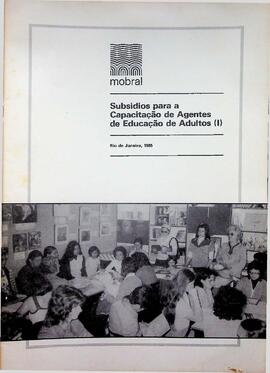 mobral
Subsídios para a
Capacitação de Agentes
de Educação de Adultos (I)
Rio de Janeiro, 1985